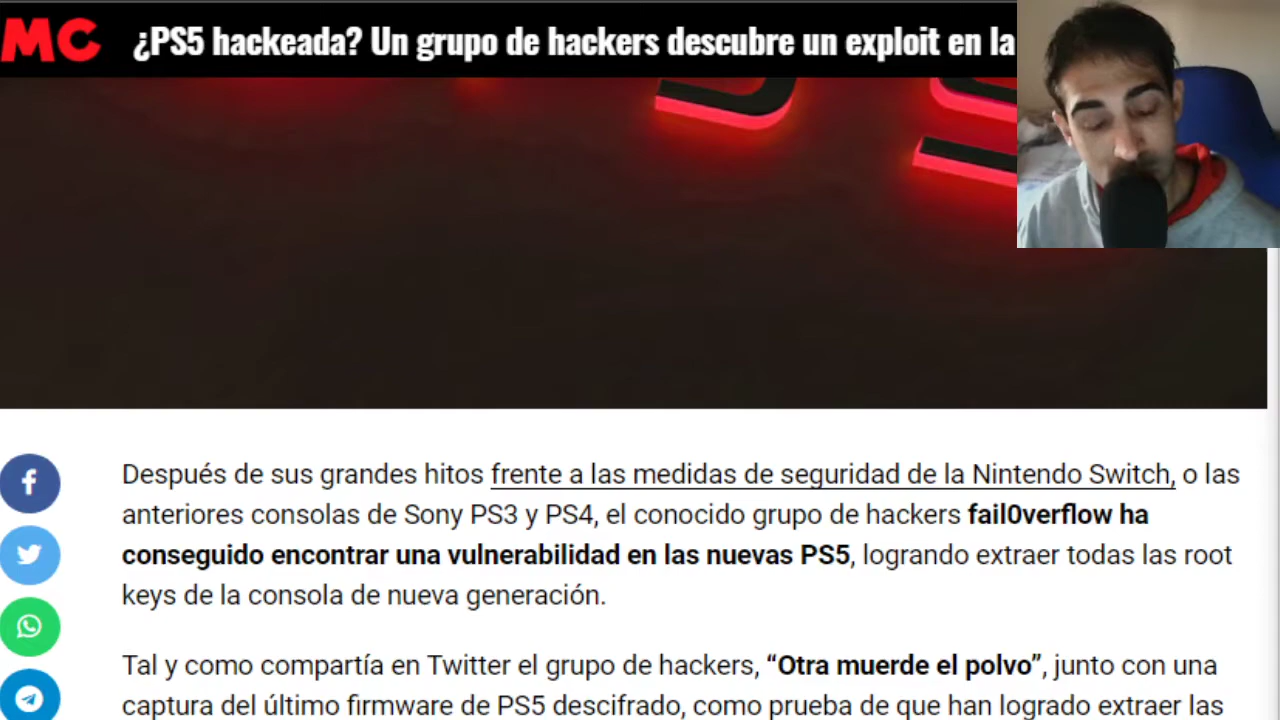 MC
¿PS5 hackeada? Un grupo de hackers descubre un exploit en la
Después de sus grandes hitos frente a las medidas de seguridad de la Nintendo Switch, o las
anteriores consolas de Sony PS3 y PS4, el conocido grupo de hackers fail0verflow ha
conseguido encontrar una vulnerabilidad en las nuevas PS5, logrando extraer todas las root
keys de la consola de nueva generación.
Tal y como compartía en Twitter el grupo de hackers, “Otra muerde el polvo”, junto con una
captura del último firmware de PS5 descifrado, como prueba de que han logrado extraer las